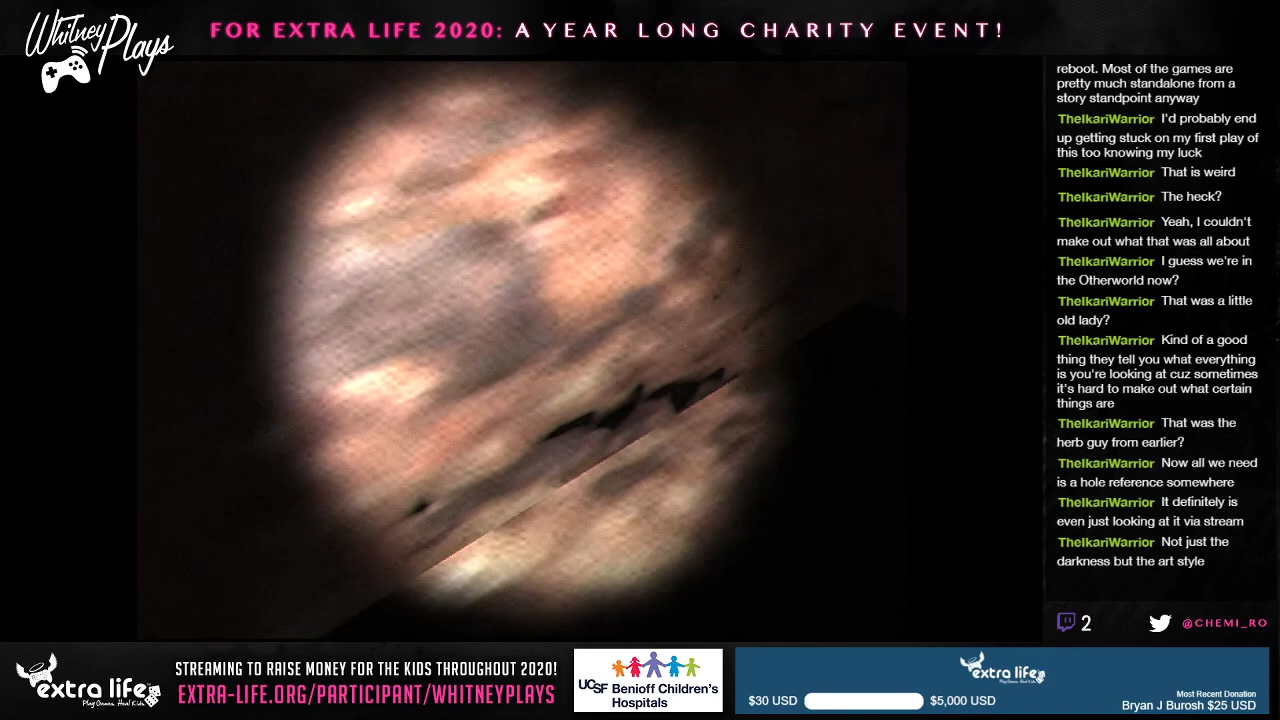 Whitney Plays
FOR EXTRA LIFE 2020: A YEAR LONG CHARITY EVENT!
reboot. Most of the games are
pretty much standalone from a
story standpoint anyway
TheIkariWarrior I'd probably end
up getting stuck on my first play of
this too knowing my luck
TheIkariWarrior That is weird
TheIkariWarrior The heck?
TheIkariWarrior Yeah, I couldn't
make out what that was all about
TheIkariWarrior I guess we're in
the Otherworld now?
TheIkariWarrior That was a little
old lady?
TheIkariWarrior Kind of a good
thing they tell you what everything
is you're looking at cuz sometimes
it's hard to make out what certain
things are
TheIkariWarrior That was the
herb guy from earlier?
TheIkariWarrior Now all we need
is a hole reference somewhere
TheIkariWarrior It definitely is
even just looking at it via stream
TheIkariWarrior Not just the
darkness but the art style
2
@CHEMI_RO
extra life
Play Games. Heal Kids.
STREAMING TO RAISE MONEY FOR THE KIDS THROUGHOUT 2020!
EXTRA-LIFE.ORG/PARTICIPANT/WHITNEYPLAYS
UCSF Benioff Children's
Hospitals
extra life
Play Games. Heal Kids.
$30 USD
$5,000 USD
Most Recent Donation
Bryan J Burosh $25 USD